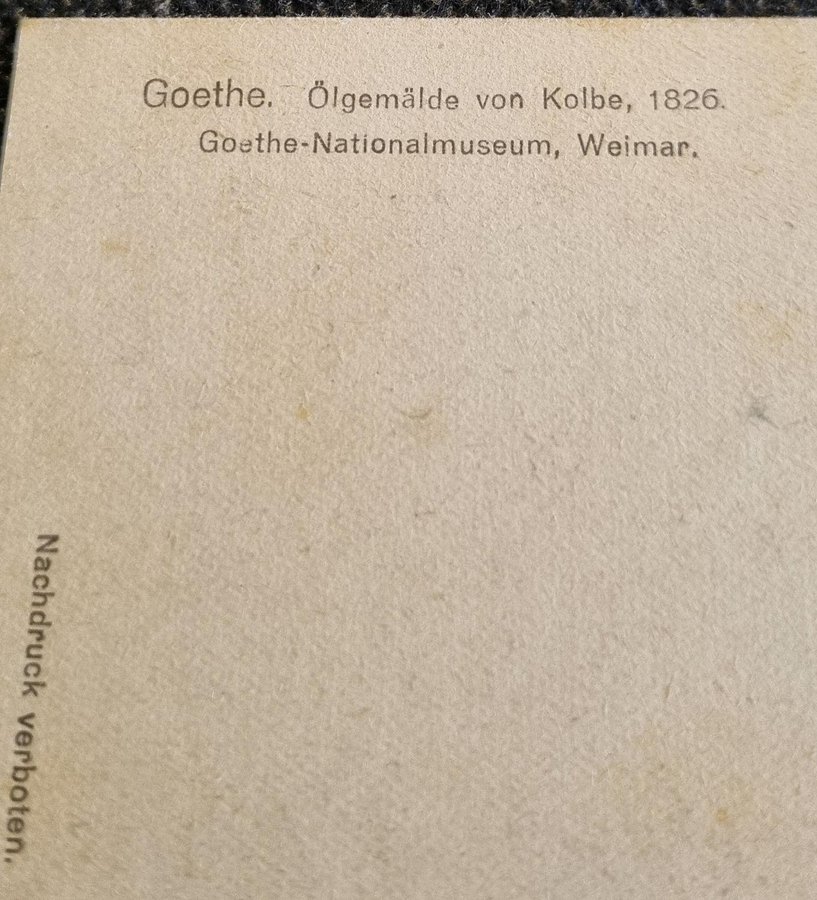 Goethe. Ölgemälde von Kolbe, 1826.
Goethe-Nationalmuseum, Weimar.
Nachdruck verboten.